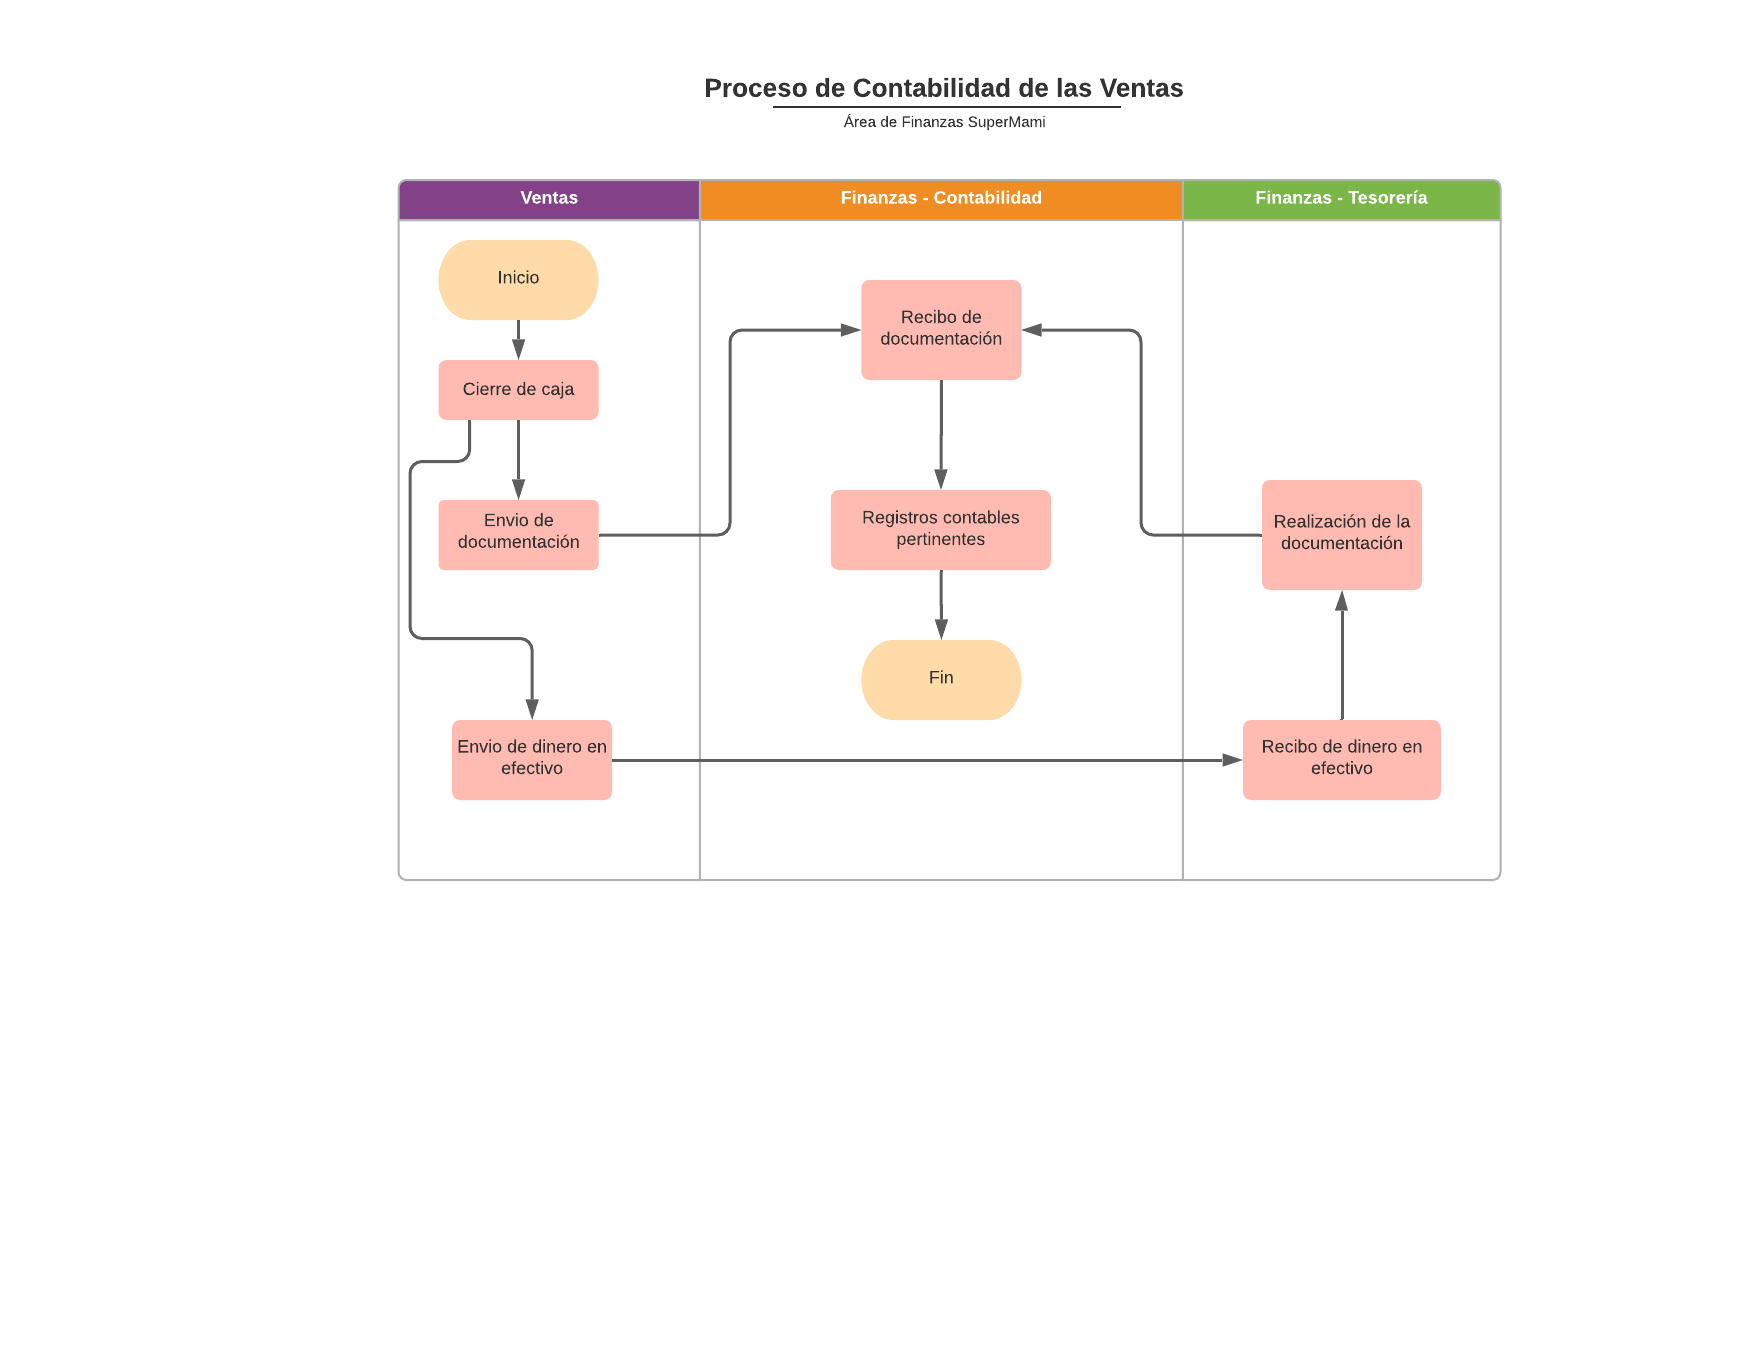 Proceso de Contabilidad de las Ventas
Área de Finanzas SuperMami
Ventas
Finanzas - Contabilidad
Finanzas - Tesorería
Inicio
Cierre de caja
Envio de
documentación
Envio de dinero en
efectivo
Recibo de
documentación
Registros contables
pertinentes
Fin
Realización de la
documentación
Recibo de dinero en
efectivo